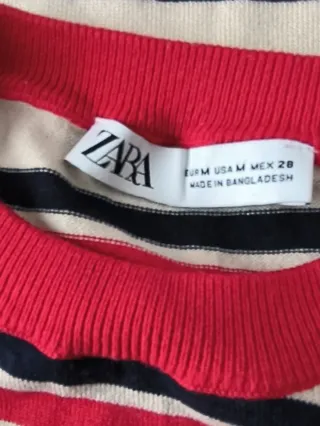 ZARA
EUR M USA M MEX 28
MADE IN BANGLADESH